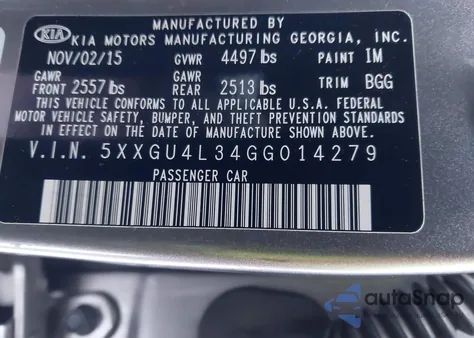 MANUFACTURED BY
KIA KIA MOTORS MANUFACTURING GEORGIA, INC.
NOV/02/15 GVWR 4497 lbs PAINT IM
GAWR GAWR
FRONT 2557 lbs REAR 2513 lbs TRIM BGG
THIS VEHICLE CONFORMS TO ALL APPLICABLE U.S.A. FEDERAL
MOTOR VEHICLE SAFETY, BUMPER, AND THEFT PREVENTION STANDARDS
IN EFFECT ON THE DATE OF MANUFACTURE SHOWN ABOVE
V.I.N. 5XXGU4L34GG014279
PASSENGER CAR
autoSnap